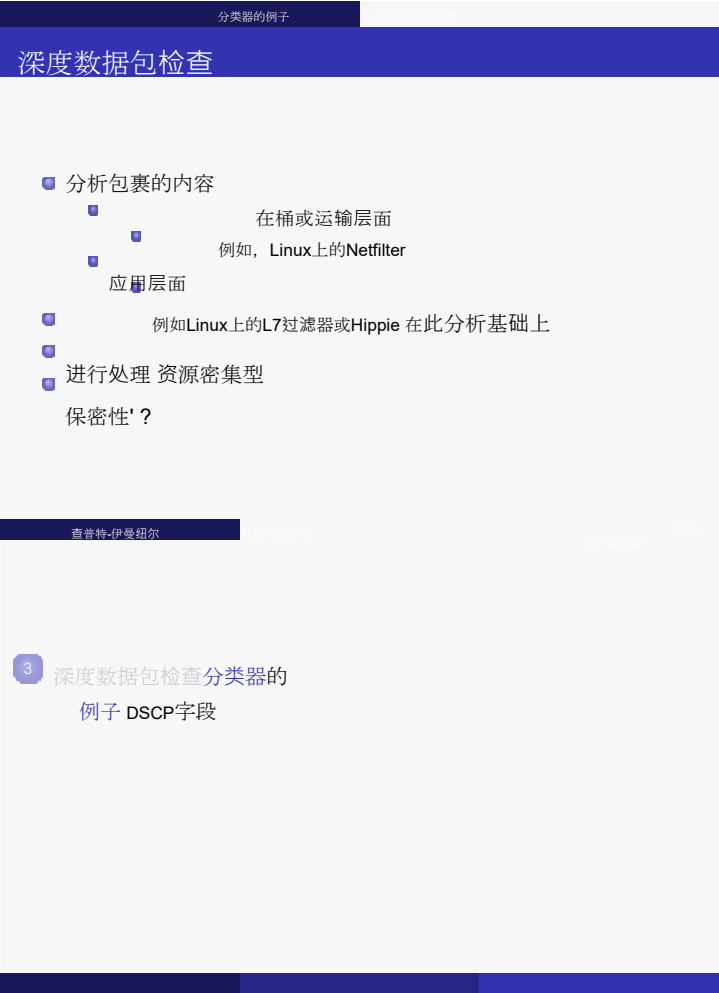 分类器的例子
深度数据包检查
分析包裹的内容
在桶或运输层面
例如，Linux上的Netfilter
应用层面
例如Linux上的L7过滤器或Hippie 在此分析基础上
进行处理 资源密集型
保密性' ?
查普特-伊曼纽尔
3
深度数据包检查分类器的
例子 DSCP字段